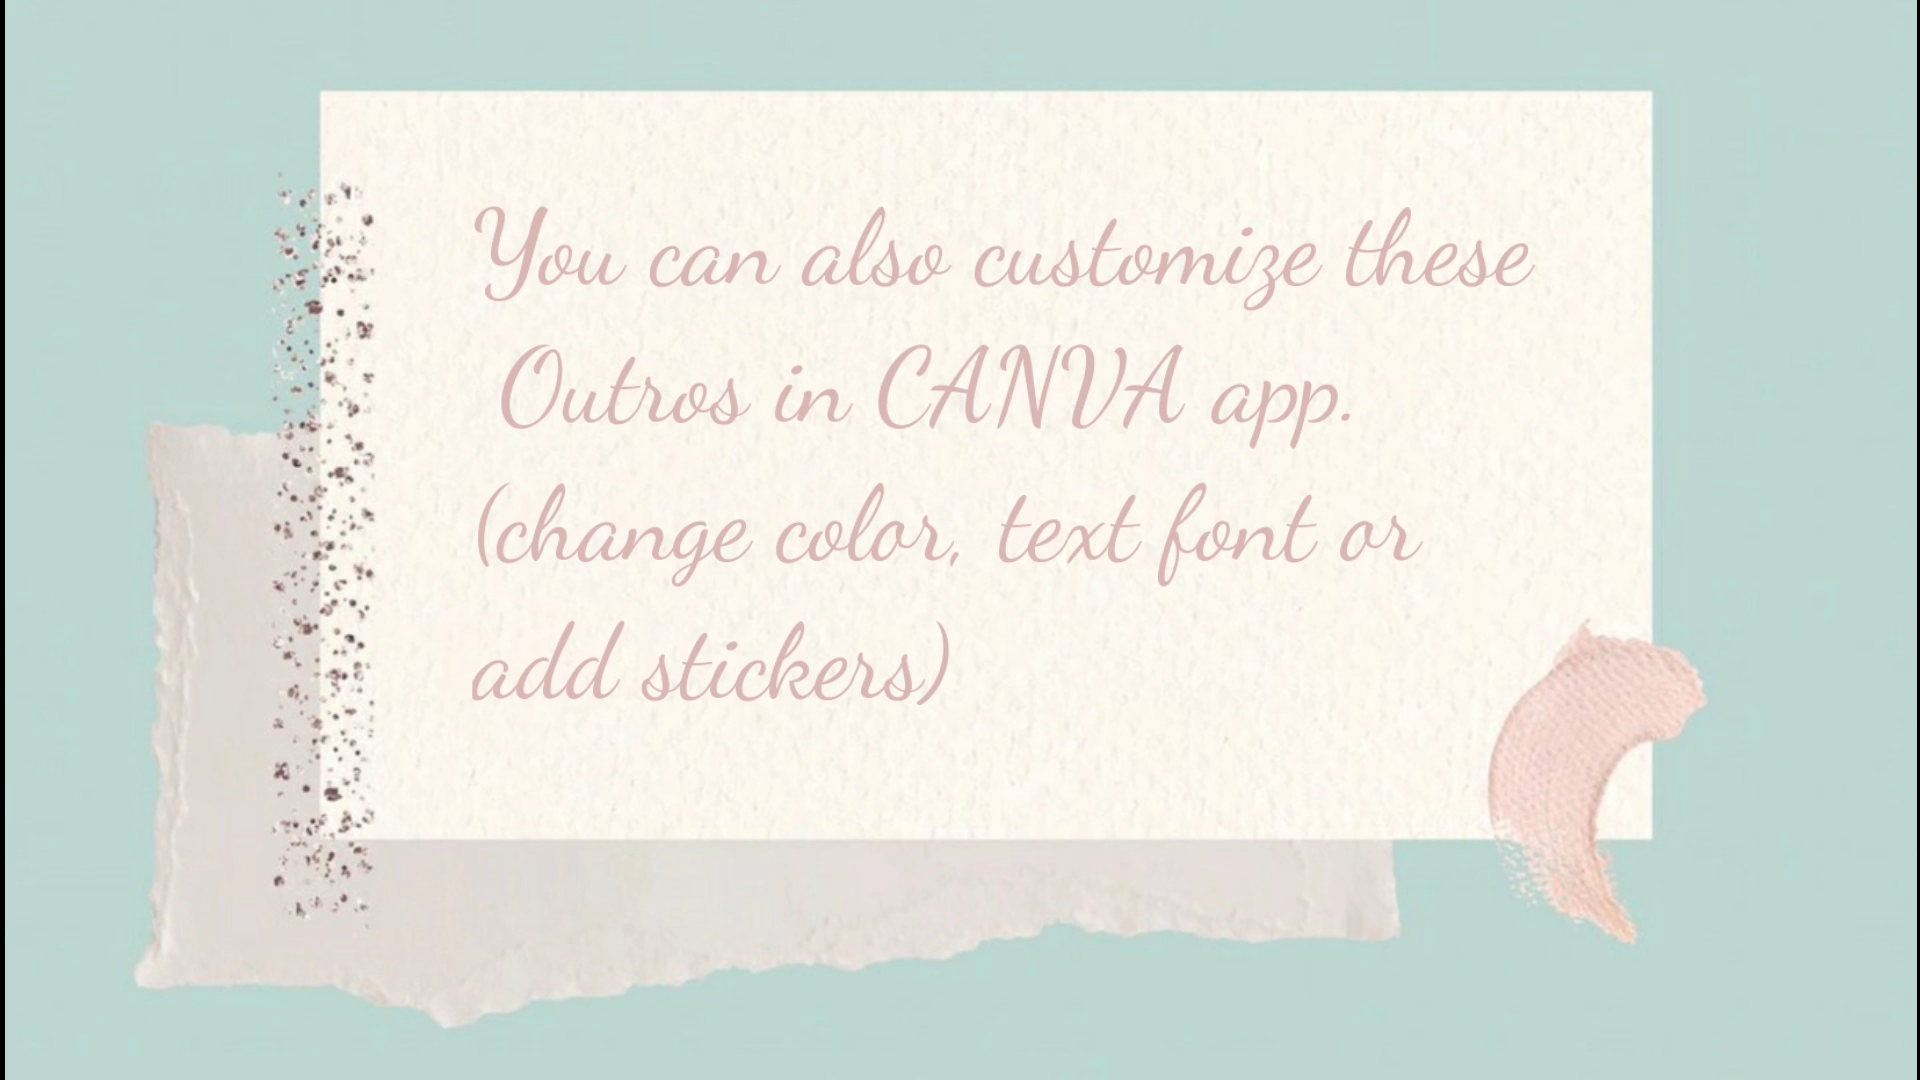 You can also customize these
Outros in CANVA app.
(change color, text font or
add stickers)